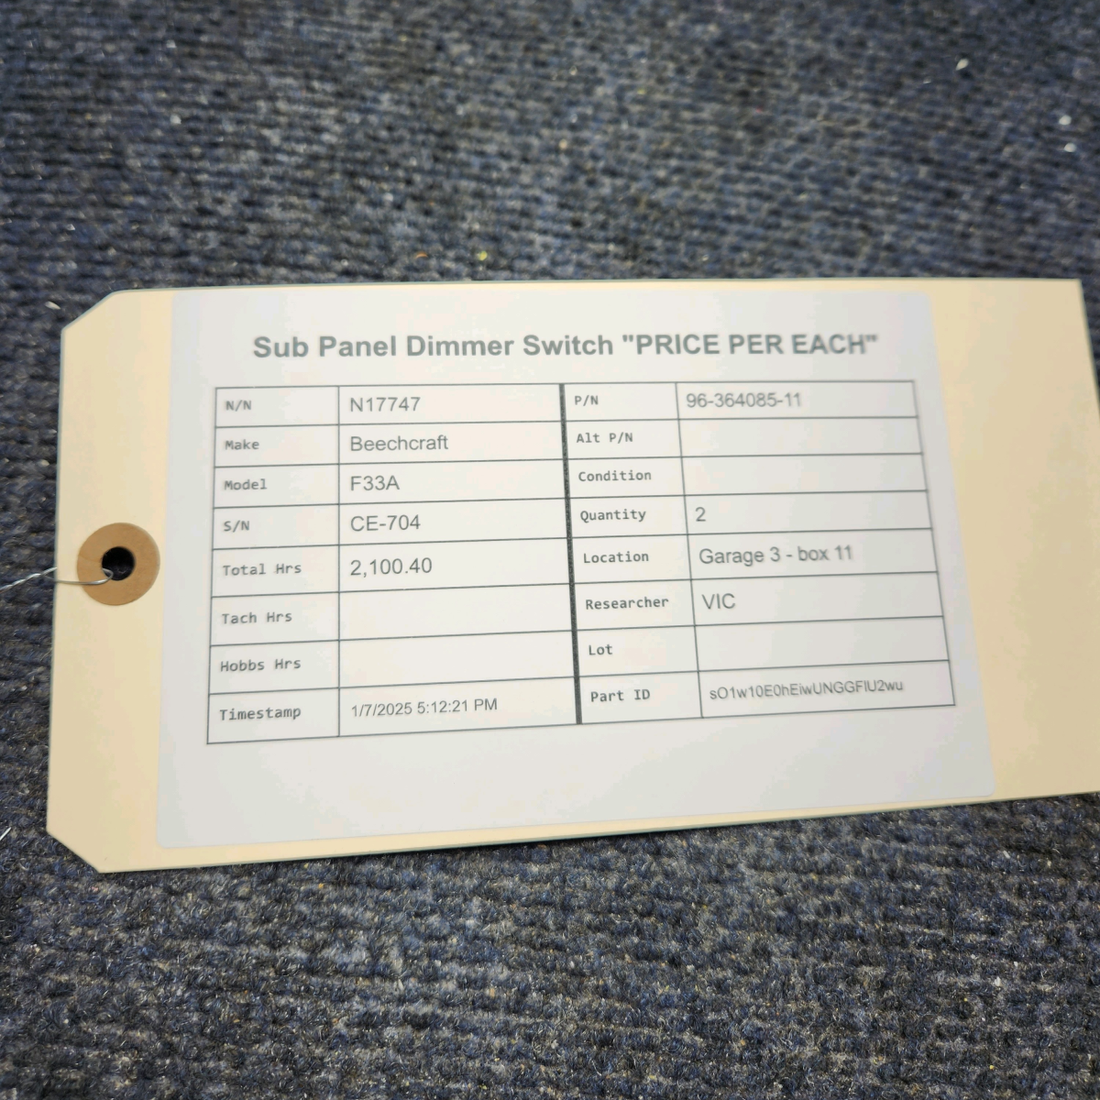 Sub Panel Dimmer Switch "PRICE PER EACH"
N/N N17747 P/N 96-364085-11
Make Beechcraft Alt P/N
Model F33A Condition
S/N CE-704 Quantity 2
Total Hrs 2,100.40 Location Garage 3 - box 11
Tach Hrs Researcher VIC
Hobbs Hrs Lot
Timestamp 1/7/2025 5:12:21 PM Part ID sO1w10E0hEiwUNGGFIU2wu